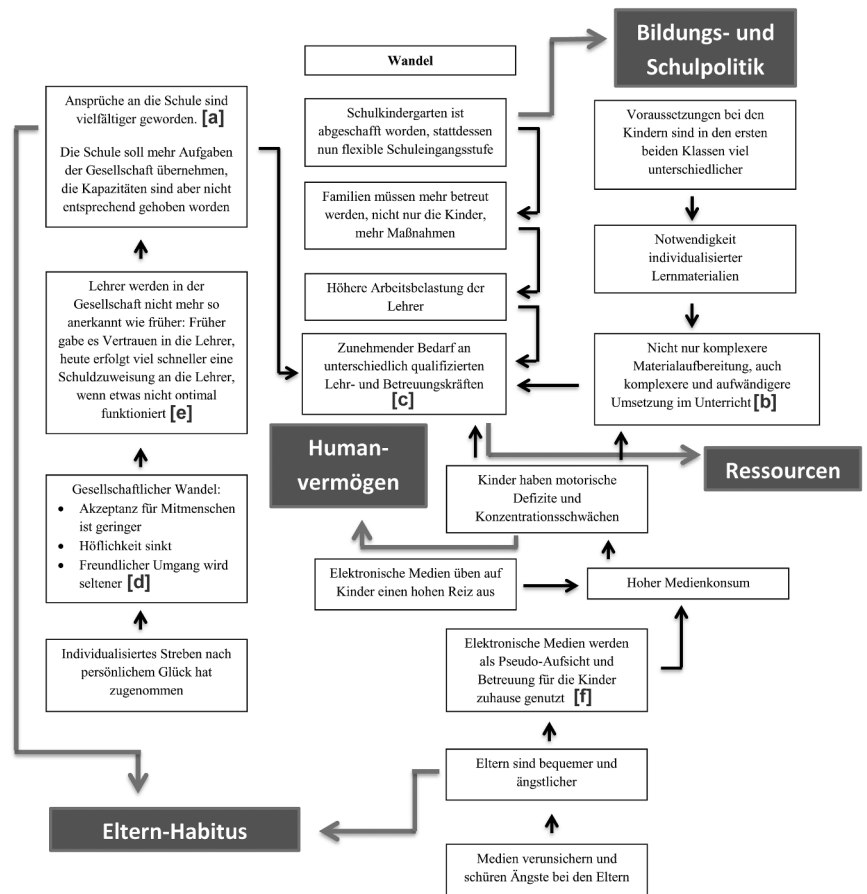 Bildungs- und
Schulpolitik
Wandel
Ansprüche an die Schule sind
vielfältiger geworden. [a]
Die Schule soll mehr Aufgaben
der Gesellschaft übernehmen,
die Kapazitäten sind aber nicht
entsprechend gehoben worden
Schulkindergarten ist
abgeschafft worden, stattdessen
nun flexible Schuleingangsstufe
Voraussetzungen bei den
Kindern sind in den ersten
beiden Klassen viel
unterschiedlicher
Familien müssen mehr betreut
werden, nicht nur die Kinder,
mehr Maßnahmen
Notwendigkeit
individualisierter
Lernmaterialien
Lehrer werden in der
Gesellschaft nicht mehr so
anerkannt wie früher: Früher
gabe es Vertrauen in die Lehrer,
heute erfolgt viel schneller eine
Schuldzuweisung an die Lehrer,
wenn etwas nicht optimal
funktioniert [e]
Höhere Arbeitsbelastung der
Lehrer
Zunehmender Bedarf an
unterschiedlich qualifizierten
Lehr- und Betreuungskräften
[c]
Nicht nur komplexere
Materialaufbereitung, auch
komplexere und aufwändigere
Umsetzung im Unterricht [b]
Human-
vermögen
Ressourcen
Kinder haben motorische
Defizite und
Konzentrationsschwächen
Gesellschaftlicher Wandel:
• Akzeptanz für Mitmenschen
ist geringer
• Höflichkeit sinkt
• Freundlicher Umgang wird
seltener [d]
Elektronische Medien üben auf
Kinder einen hohen Reiz aus
Hoher Medienkonsum
Individualisiertes Streben nach
persönlichem Glück hat
zugenommen
Elektronische Medien werden
als Pseudo-Aufsicht und
Betreuung für die Kinder
zuhause genutzt [f]
Eltern sind bequemer und
ängstlicher
Eltern-Habitus
Medien verunsichern und
schüren Ängste bei den Eltern